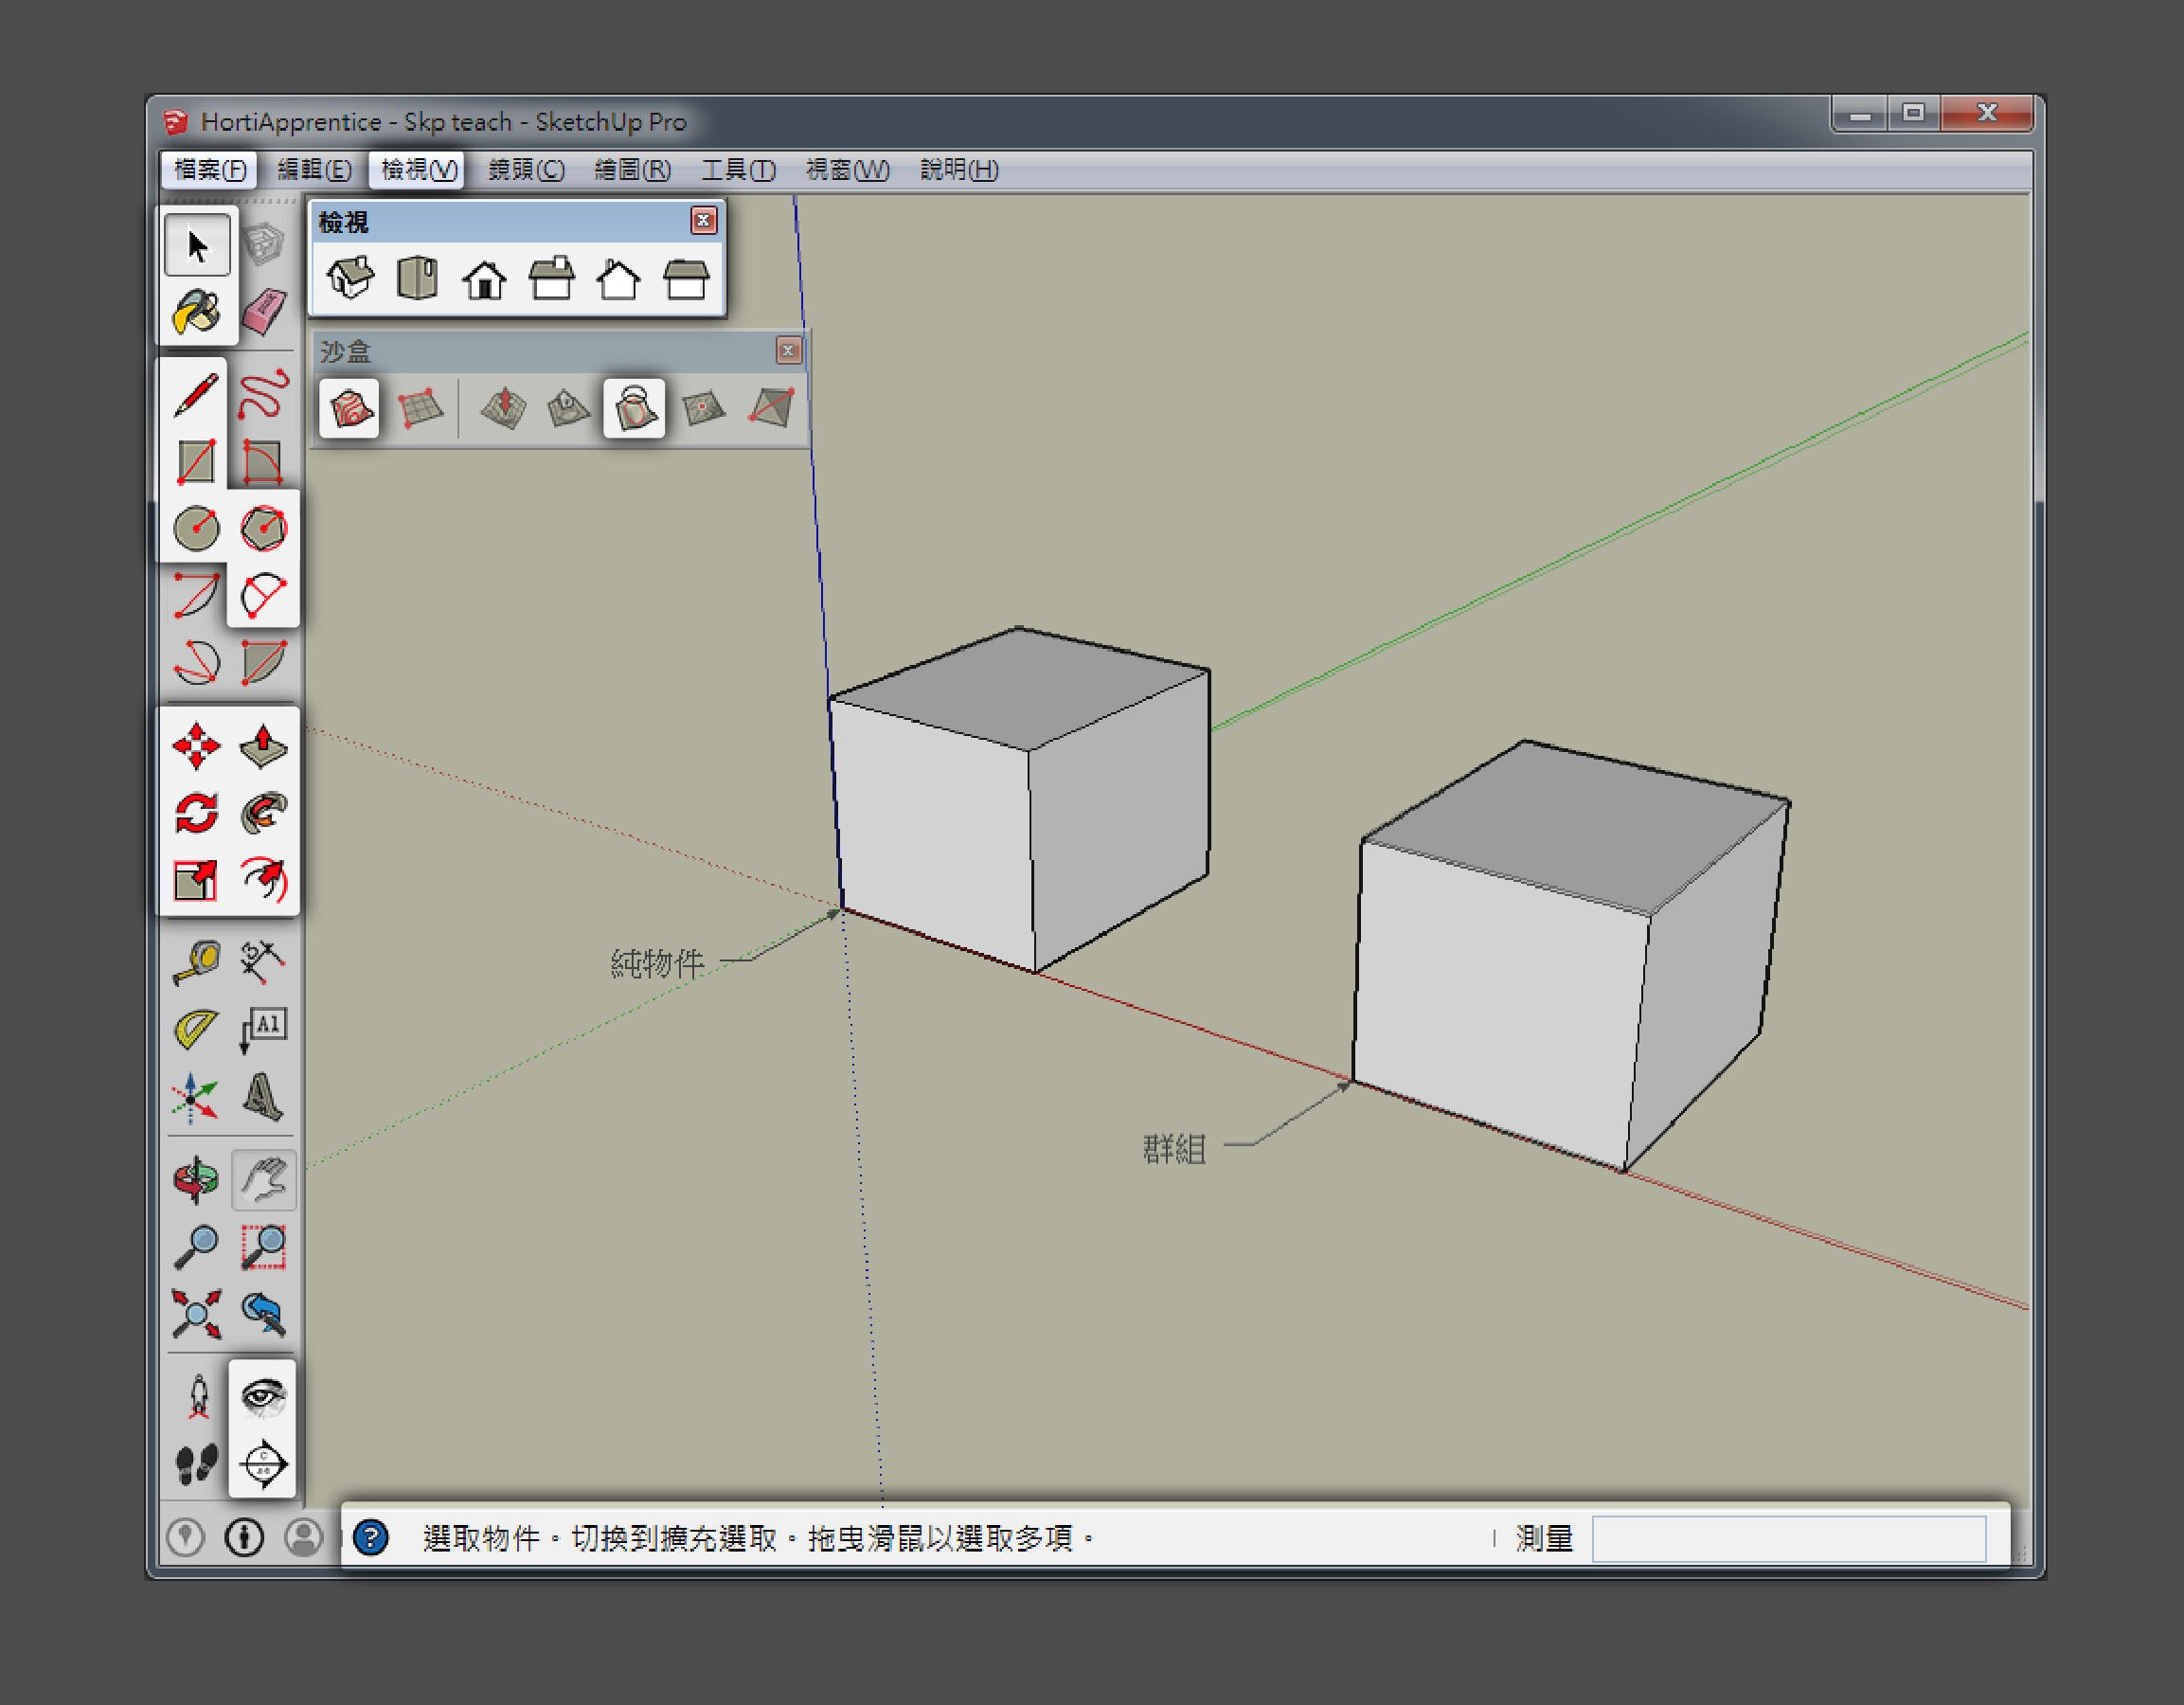 HortiApprentice - Skp teach - SketchUp Pro
檔案(F) 編輯(E) 檢視(V) 鏡頭(C) 繪圖(R) 工具(T) 視窗(W) 說明(H)
檢視
沙盒
純物件
A1
群組
選取物件。切換到擴充選取。拖曳滑鼠以選取多項。 測量